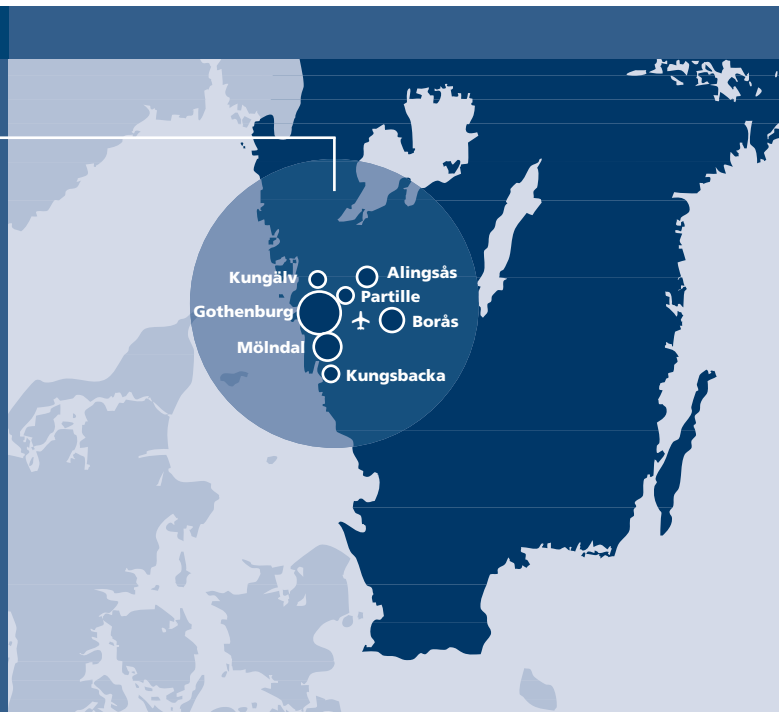 Kungälv
Alingsås
Partille
Gothenburg
Borås
Mölndal
Kungsbacka